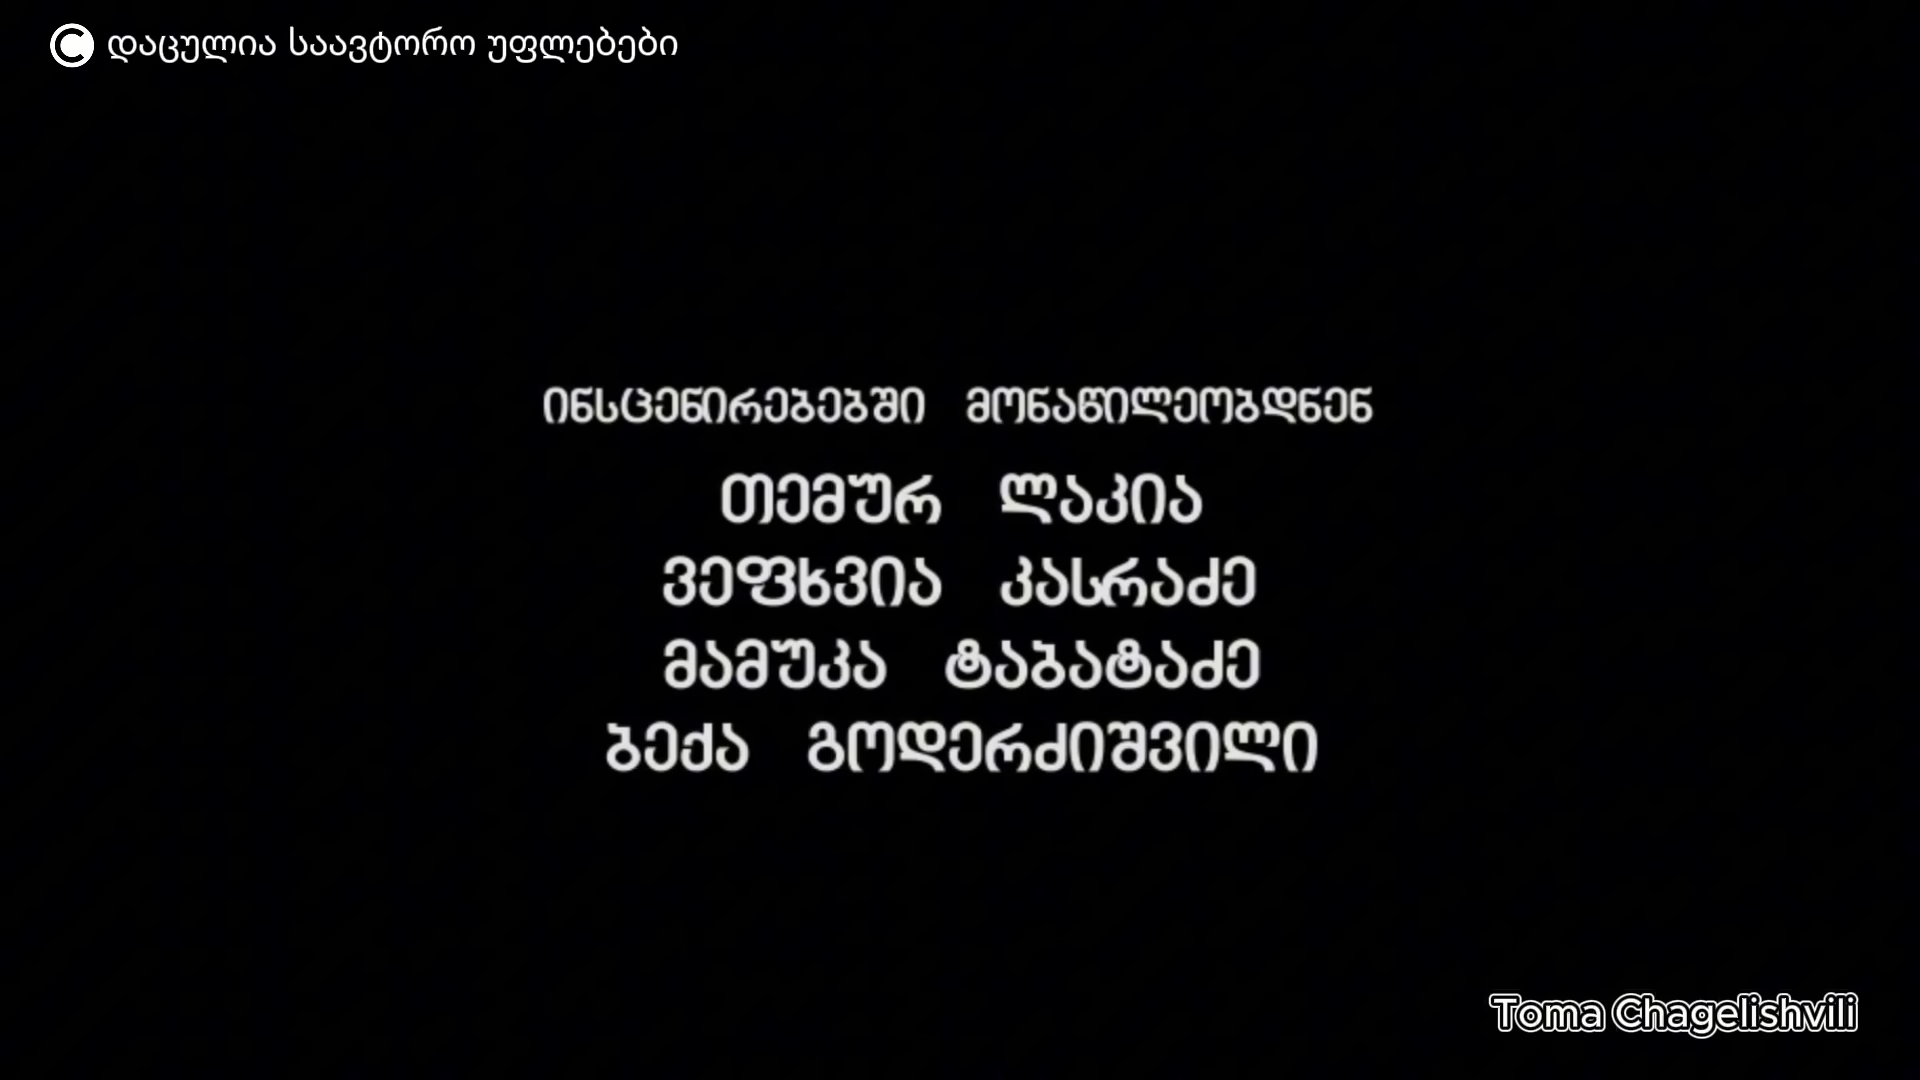 © დაცულია საავტორო უფლებები
ინსცენირებებში მონაწილეობდნენ
თემურ ლაკია
ვეფხვია კასრაძე
მამუკა ტაბატაძე
ბექა გოდერძიშვილი
Toma Chagelishvili